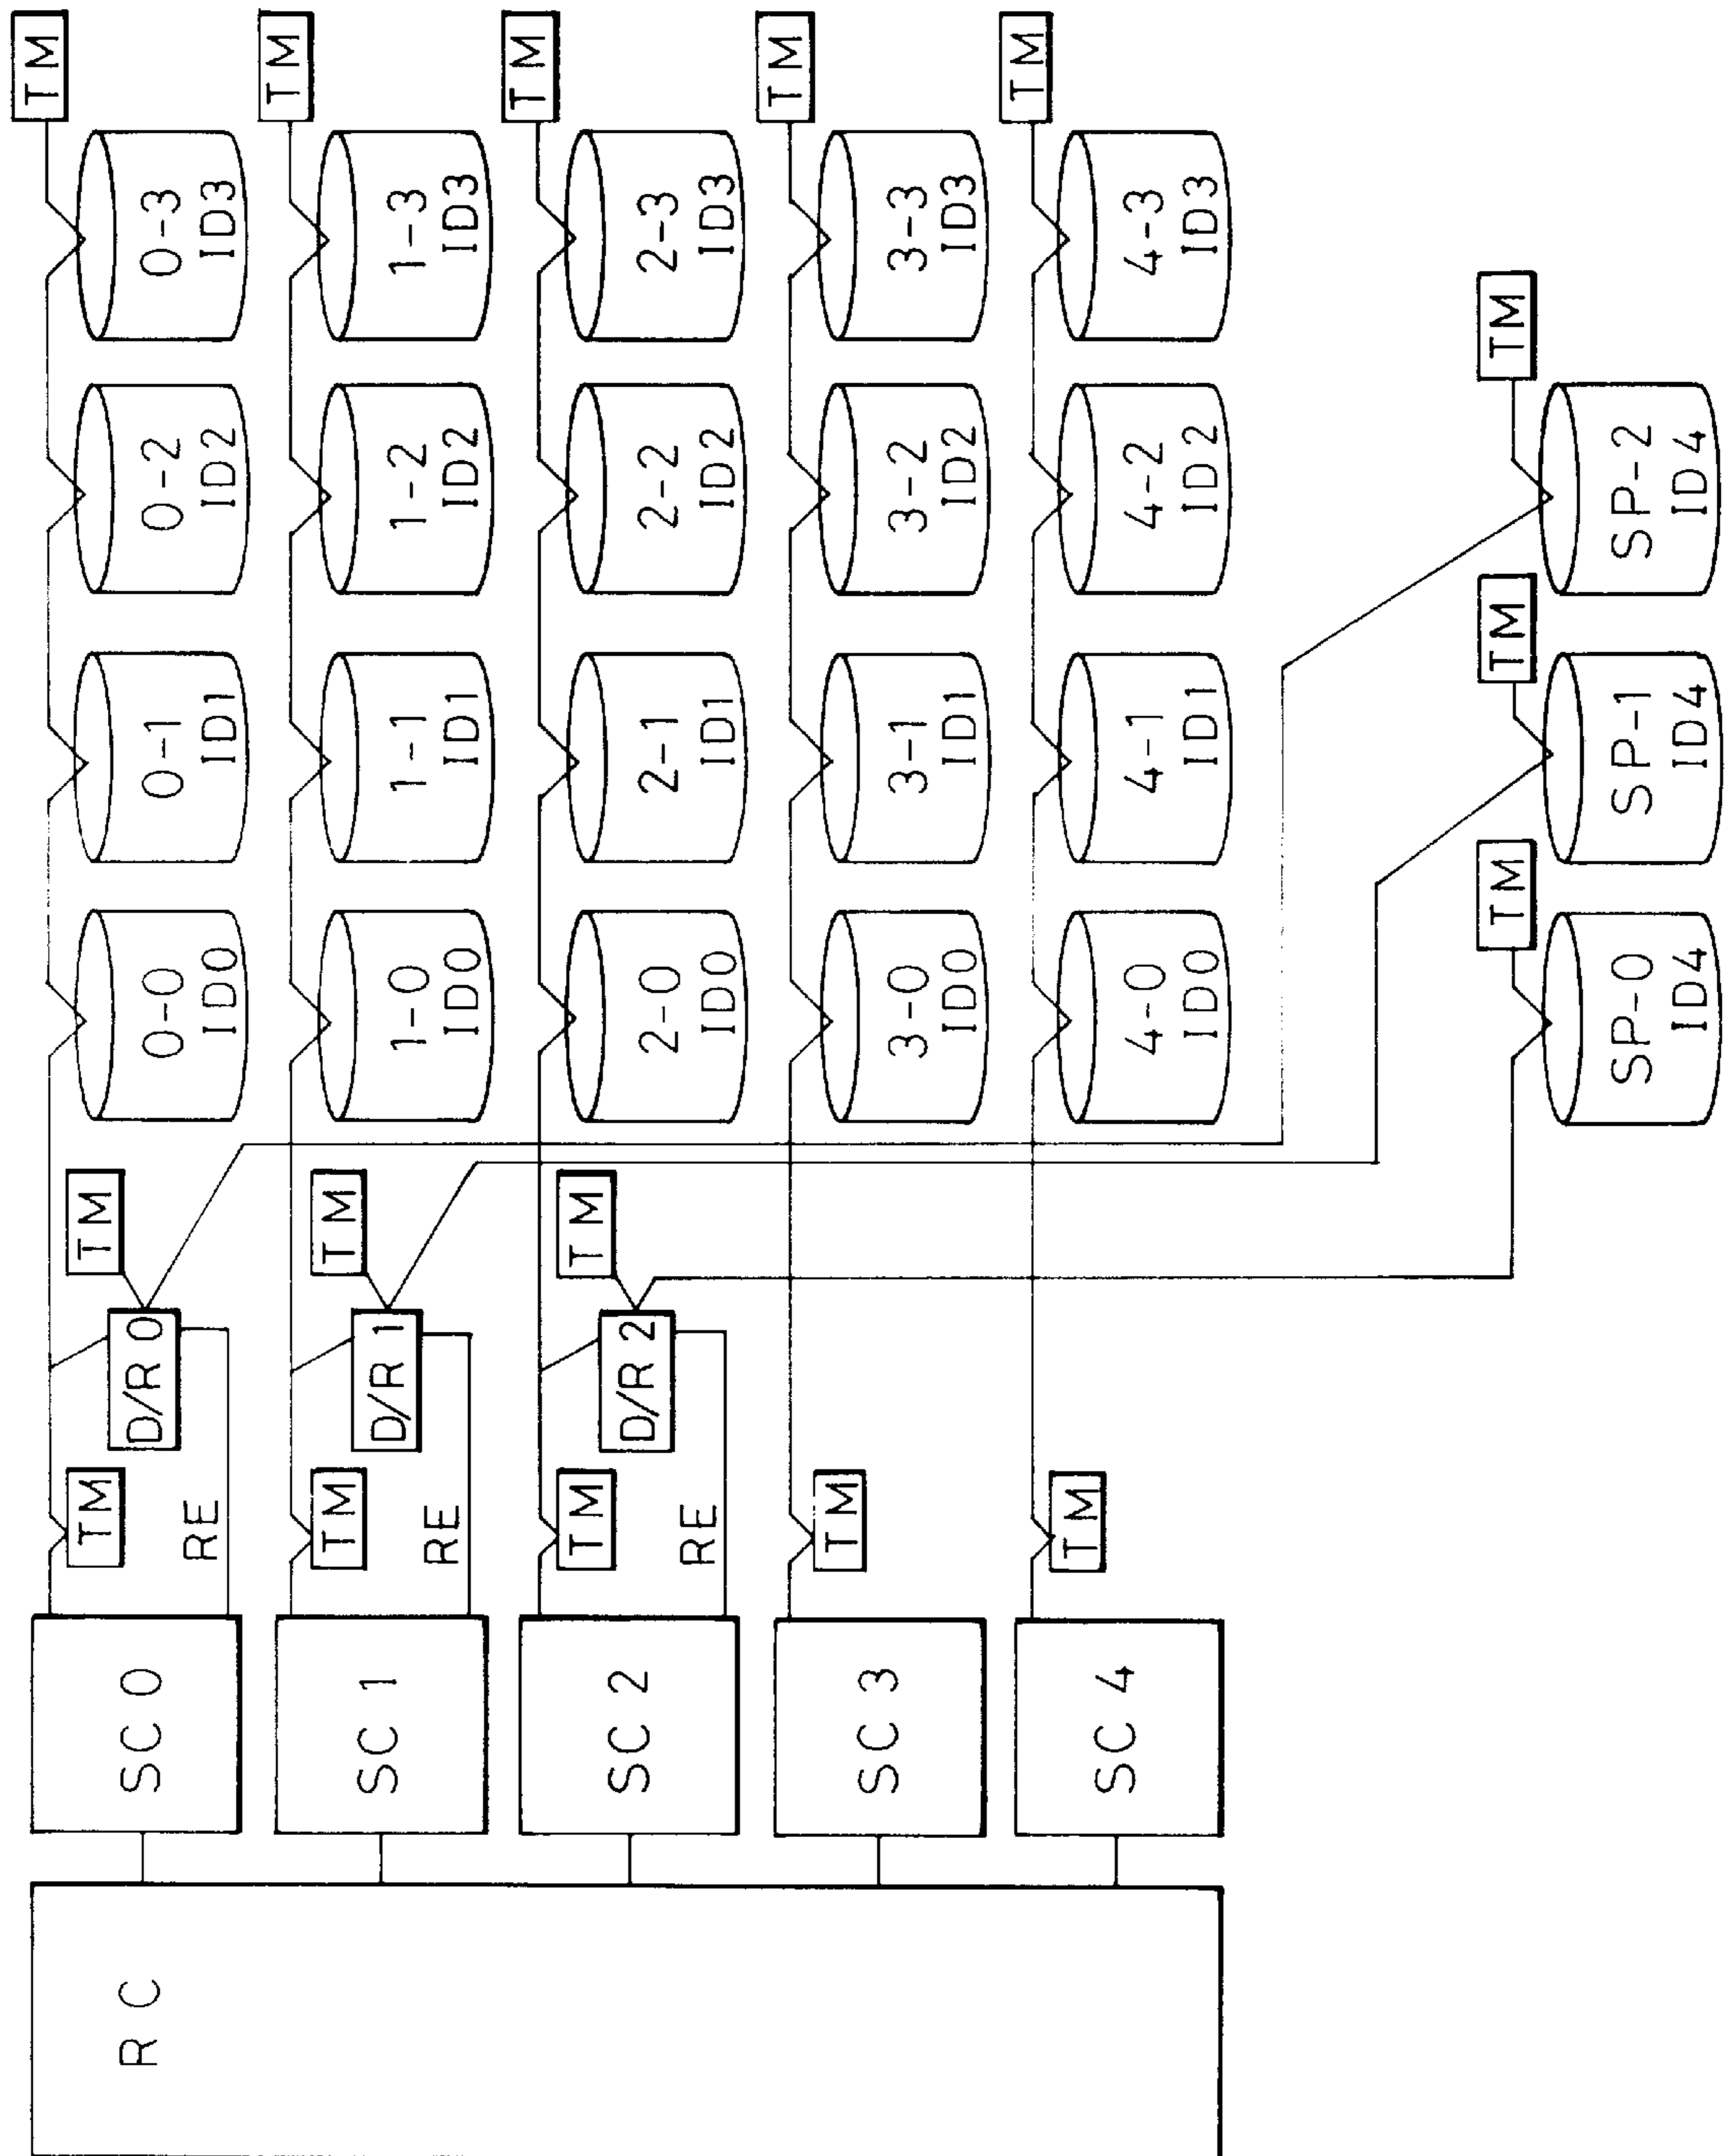 RC
SC 0
SC 1
SC 2
SC 3
SC 4
TM
RE
D/R 0
TM
0-0
ID0
0-1
ID1
0-2
ID2
0-3
ID3
TM
TM
RE
D/R 1
TM
1-0
ID0
1-1
ID1
1-2
ID2
1-3
ID3
TM
TM
RE
D/R 2
TM
2-0
ID0
2-1
ID1
2-2
ID2
2-3
ID3
TM
TM
3-0
ID0
3-1
ID1
3-2
ID2
3-3
ID3
TM
TM
4-0
ID0
4-1
ID1
4-2
ID2
4-3
ID3
TM
TM
SP-0
ID4
TM
SP-1
ID4
TM
SP-2
ID4